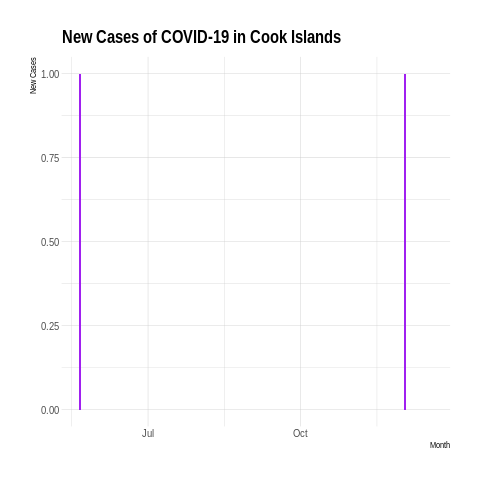 New Cases of COVID-19 in Cook Islands
New Cases
1.00
0.75
0.50
0.25
0.00
Jul
Oct
Month